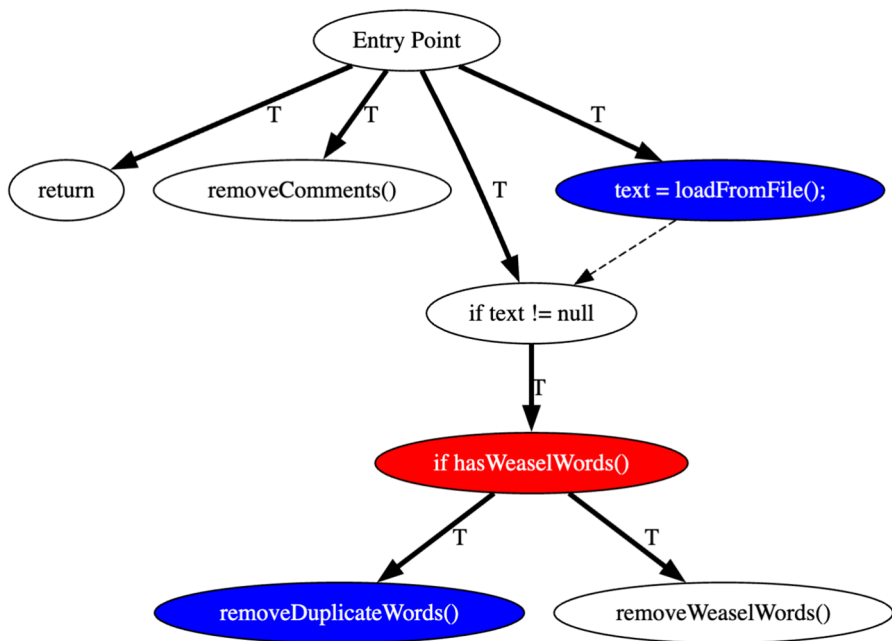 Entry Point
T
T
T
T
return
removeComments()
text = loadFromFile();
if text != null
T
if hasWeaselWords()
T
T
removeDuplicateWords()
removeWeaselWords()